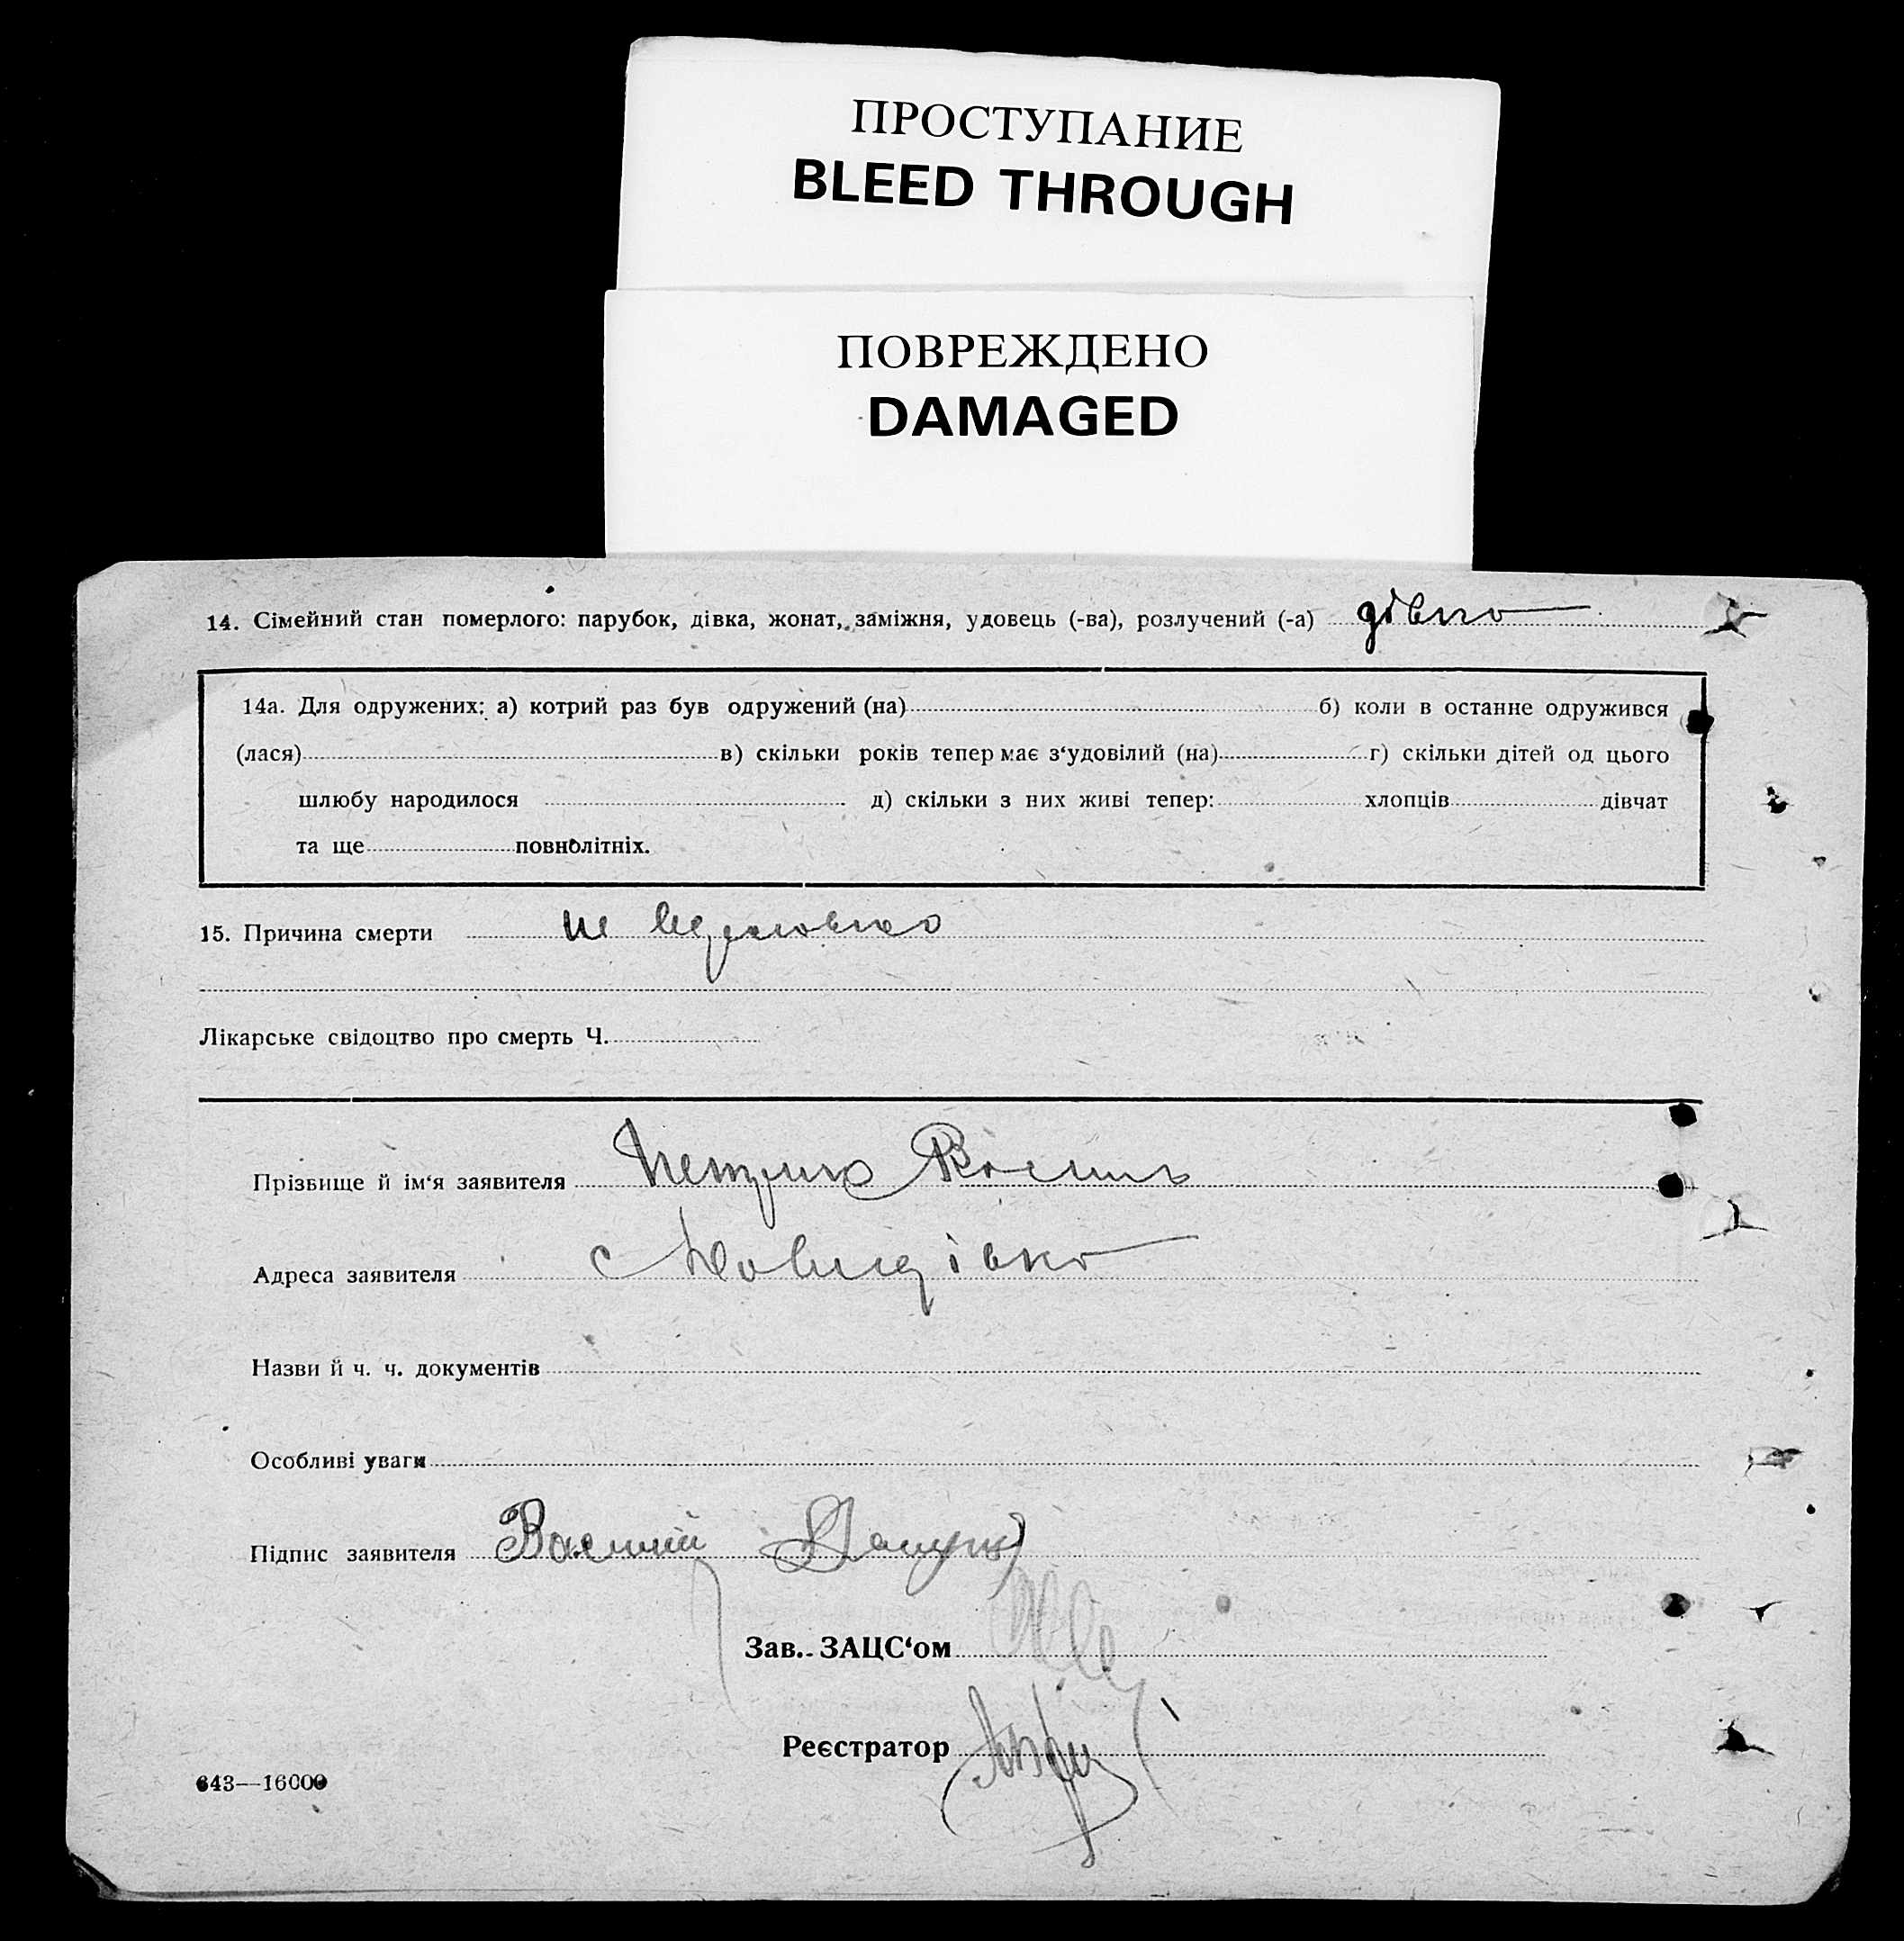 ПРОСТУПАНИЕ
BLEED THROUGH
ПОВРЕЖДЕНО
DAMAGED
14. Сімейний стан померлого: парубок, дівка, жонат, заміжня, удовець (-ва), розлучений (-а)
14а. Для одружених: а) котрий раз був одружений (на) б) коли в останнє одружився
(лася) в) скільки років тепер має з‘удовілий (на) г) скільки дітей од цього
шлюбу народилося д) скільки з них живі тепер: хлопців дівчат
та ще повнолітніх.
15. Причина смерти не
Лікарське свідоцтво про смерть Ч.
Прізвище й ім‘я заявителя Петрик
Адреса заявителя с
Назви й ч. ч. документів
Особливі уваги
Підпис заявителя
Зав. ЗАЦС‘ом
Реєстратор
643—16000